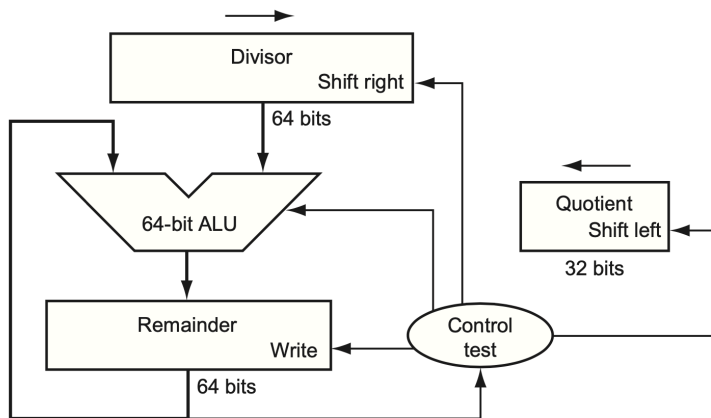 Divisor
Shift right
64 bits
64-bit ALU
Quotient
Shift left
32 bits
Remainder
Write
Control
test
64 bits